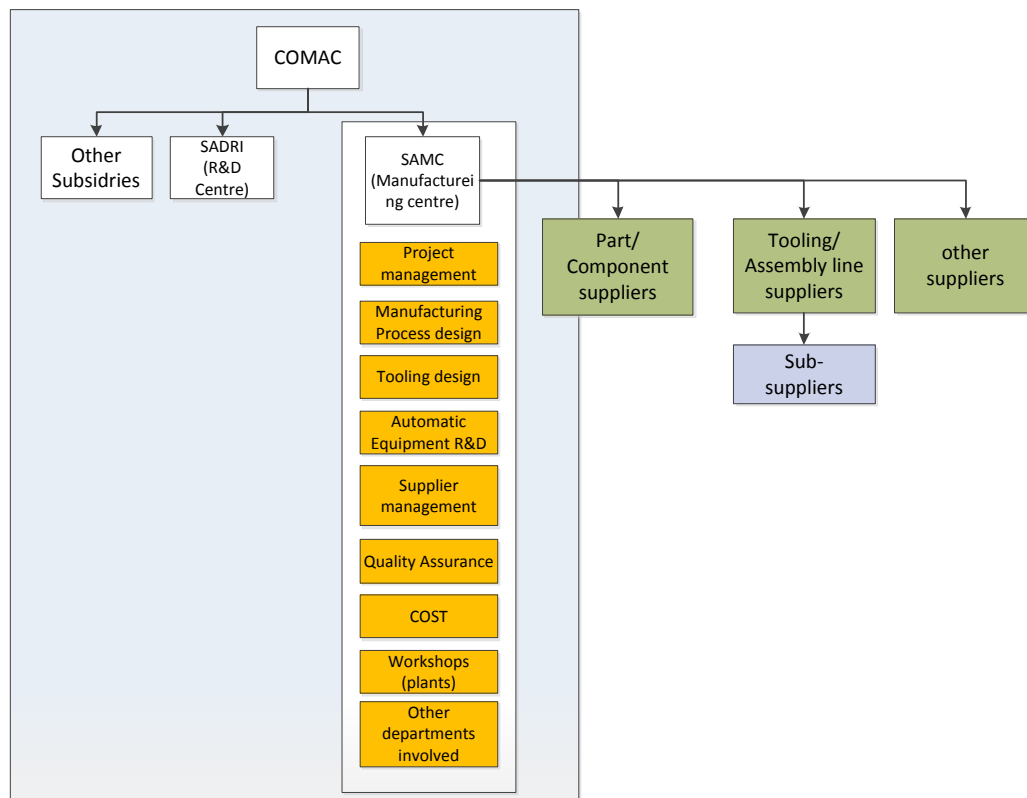 COMAC
Other
Subsidries
SADRI
(R&D
Centre)
SAMC
(Manufacturei
ng centre)
Part/
Component
suppliers
Tooling/
Assembly line
suppliers
other
suppliers
Sub-
suppliers
Project
management
Manufacturing
Process design
Tooling design
Automatic
Equipment R&D
Supplier
management
Quality Assurance
COST
Workshops
(plants)
Other
departments
involved